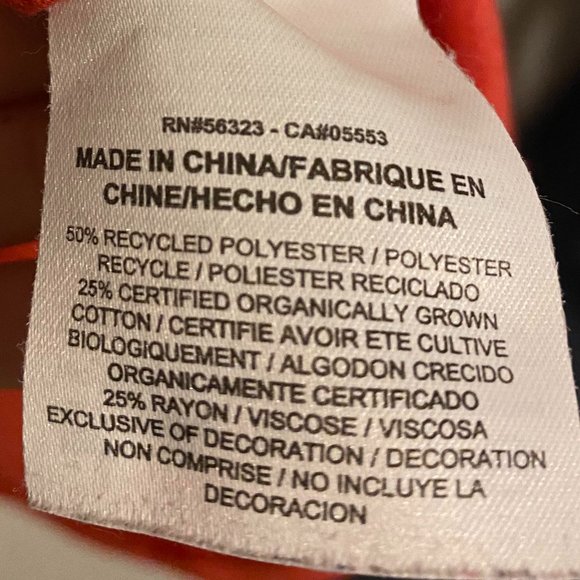 RN#56323 - CA#05553
MADE IN CHINA/FABRIQUE EN
CHINE/HECHO EN CHINA
50% RECYCLED POLYESTER / POLYESTER
RECYCLE / POLIESTER RECICLADO
25% CERTIFIED ORGANICALLY GROWN
COTTON / CERTIFIE AVOIR ETE CULTIVE
BIOLOGIQUEMENT / ALGODON CRECIDO
ORGANICAMENTE CERTIFICADO
25% RAYON / VISCOSE / VISCOSA
EXCLUSIVE OF DECORATION / DECORATION
NON COMPRISE / NO INCLUYE LA
DECORACION